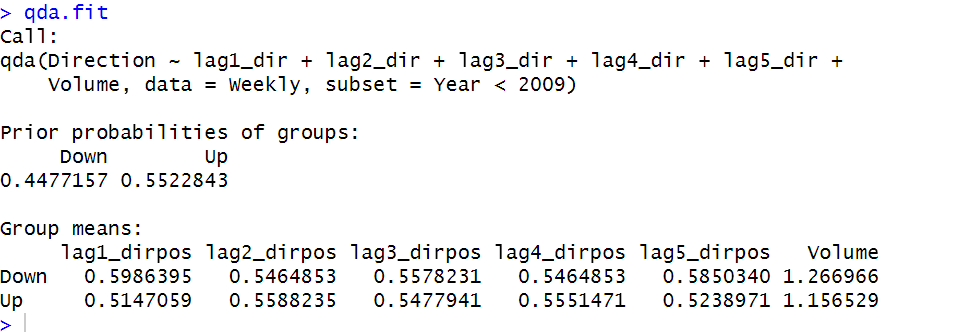 > qda.fit
Call:
qda(Direction ~ lag1_dir + lag2_dir + lag3_dir + lag4_dir + lag5_dir +
    Volume, data = Weekly, subset = Year < 2009)

Prior probabilities of groups:
     Down        Up
0.4477157 0.5522843

Group means:
     lag1_dirpos lag2_dirpos lag3_dirpos lag4_dirpos lag5_dirpos   Volume
Down   0.5986395   0.5464853   0.5578231   0.5464853   0.5850340 1.266966
Up     0.5147059   0.5588235   0.5477941   0.5551471   0.5238971 1.156529
>